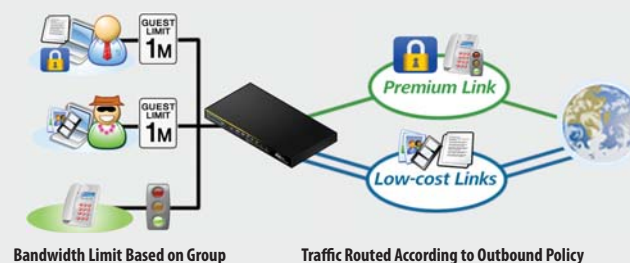 GUEST
LIMIT
1M
GUEST
LIMIT
1M
Premium Link
Low-cost Links
Bandwidth Limit Based on Group
Traffic Routed According to Outbound Policy